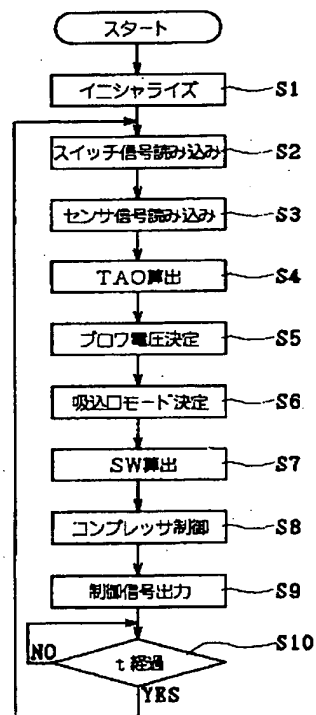 スタート
イニシャライズ S1
スイッチ信号読み込み S2
センサ信号読み込み S3
TAO算出 S4
ブロワ電圧決定 S5
吸込口モード決定 S6
SW算出 S7
コンプレッサ制御 S8
制御信号出力 S9
t経過 S10
NO
YES